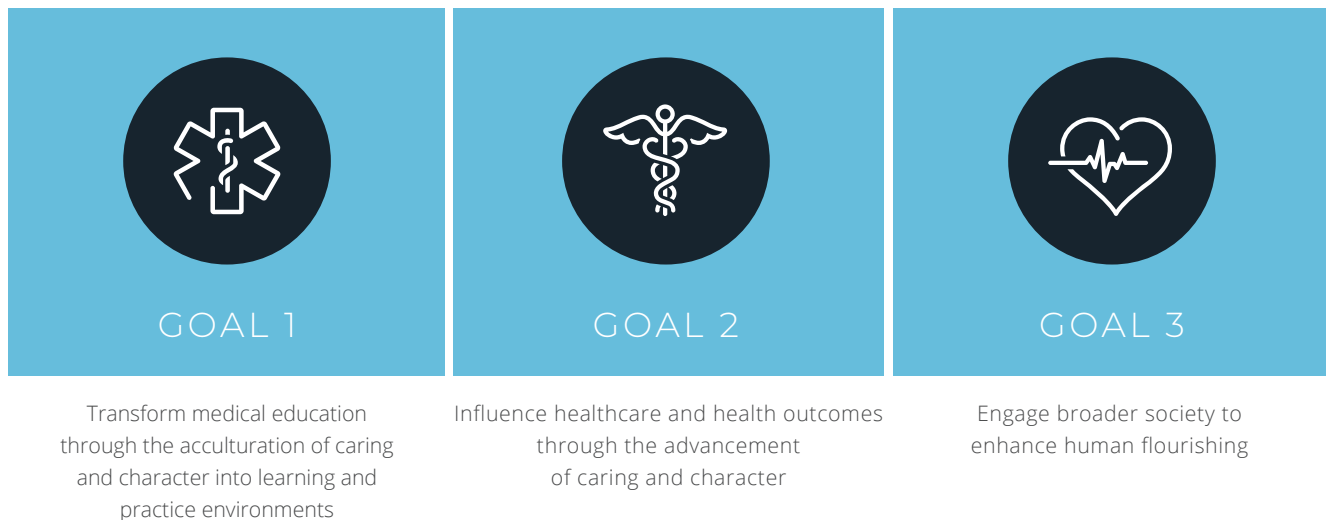 GOAL 1
Transform medical education
through the acculturation of caring
and character into learning and
practice environments
GOAL 2
Influence healthcare and health outcomes
through the advancement
of caring and character
GOAL 3
Engage broader society to
enhance human flourishing